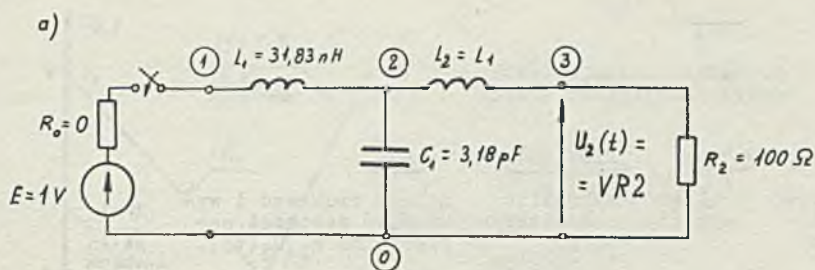 a)
① L₁ = 31,83 nH ② L₂ = L₁ ③
R₀ = 0
E = 1 V
C₁ = 3,18 pF
U₂(t) =
= VR2
R₂ = 100 Ω
⓪